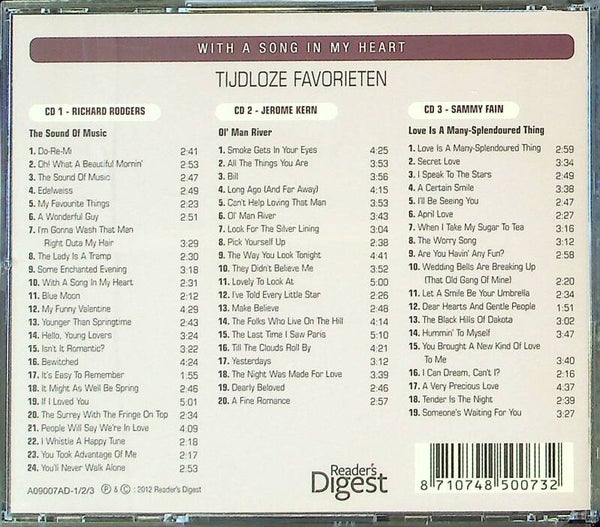 WITH A SONG IN MY HEART
TIJDLOZE FAVORIETEN
CD 1 - RICHARD RODGERS
The Sound Of Music
1. Do-Re-Mi 2:41
2. Oh! What A Beautiful Mornin' 2:53
3. The Sound Of Music 2:47
4. Edelweiss 2:49
5. My Favourite Things 2:23
6. A Wonderful Guy 2:51
7. I'm Gonna Wash That Man
Right Outa My Hair 3:29
8. The Lady Is A Tramp 2:30
9. Some Enchanted Evening 3:18
10. With A Song In My Heart 2:31
11. Blue Moon 2:12
12. My Funny Valentine 4:29
13. Younger Than Springtime 2:43
14. Hello, Young Lovers 3:24
15. Isn't It Romantic? 3:22
16. Bewitched 4:24
17. It's Easy To Remember 1:55
18. It Might As Well Be Spring 2:46
19. If I Loved You 5:01
20. The Surrey With The Fringe On Top 2:34
21. People Will Say We're In Love 4:09
22. I Whistle A Happy Tune 2:18
23. You Took Advantage Of Me 2:17
24. You'll Never Walk Alone 2:53
CD 2 - JEROME KERN
Ol' Man River
1. Smoke Gets In Your Eyes 4:25
2. All The Things You Are 3:53
3. Bill 3:56
4. Long Ago (And Far Away) 4:15
5. Can't Help Loving That Man 3:53
6. Ol' Man River 3:43
7. Look For The Silver Lining 3:04
8. Pick Yourself Up 2:38
9. The Way You Look Tonight 4:41
10. They Didn't Believe Me 3:52
11. Lovely To Look At 5:00
12. I've Told Every Little Star 2:26
13. Make Believe 2:48
14. The Folks Who Live On The Hill 4:14
15. The Last Time I Saw Paris 5:10
16. Till The Clouds Roll By 4:21
17. Yesterdays 3:12
18. The Night Was Made For Love 3:39
19. Dearly Beloved 2:46
20. A Fine Romance 2:57
CD 3 - SAMMY FAIN
Love Is A Many-Splendoured Thing
1. Love Is A Many-Splendoured Thing 2:59
2. Secret Love 3:34
3. I Speak To The Stars 2:49
4. A Certain Smile 3:38
5. I'll Be Seeing You 2:47
6. April Love 2:27
7. When I Take My Sugar To Tea 3:16
8. The Worry Song 3:12
9. Are You Havin' Any Fun? 2:58
10. Wedding Bells Are Breaking Up
(That Old Gang Of Mine) 2:20
11. Let A Smile Be Your Umbrella 2:34
12. Dear Hearts And Gentle People 1:51
13. The Black Hills Of Dakota 3:02
14. Hummin' To Myself 3:47
15. You Brought A New Kind Of Love
To Me 3:40
16. I Can Dream, Can't I? 2:16
17. A Very Precious Love 4:37
18. Tender Is The Night 2:39
19. Someone's Waiting For You 3:27
A09007AD-1/2/3 Ⓟ & © : 2012 Reader's Digest
Reader's
Digest
8 710748 500732